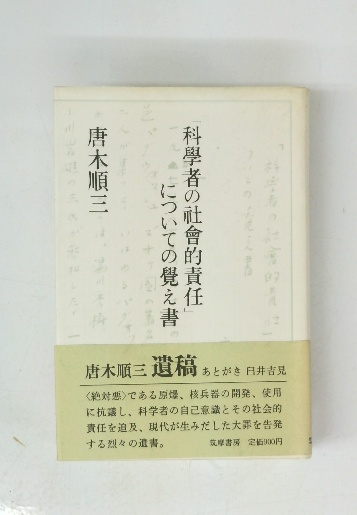 「科學者の社會的責任」
についての覺え書
唐木順三
唐木順三 遺稿 あとがき 臼井吉見
〈絶対悪〉である原爆、核兵器の開発、使用
に抗議し、科学者の自己意識とその社会的
責任を追及、現代が生みだした大罪を告発
する烈々の遺書。
筑摩書房 定価900円